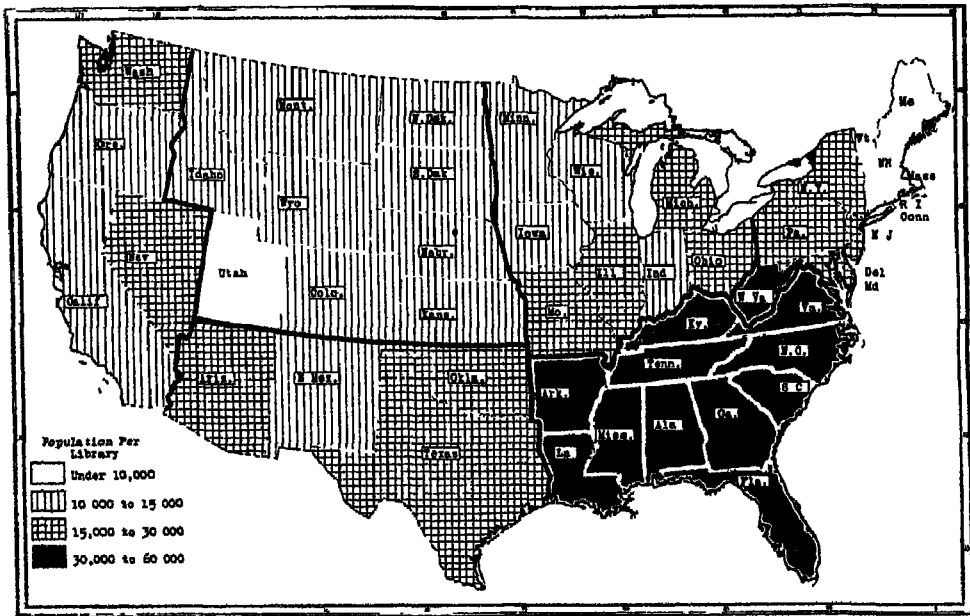 Wash
Mont.
N.Dak.
Minn.
Me
Ore.
Vt
NH
Idaho
S.Dak
Wis.
Mass
Mich.
N.Y.
R I
Conn
Wyo
Iowa
Pa.
N J
Nev
Utah
Nebr.
Ohio
Ill
Ind
Del
Md
Calif
Colo.
Kans.
Mo.
W Va
Va.
Ky.
Tenn.
N.C.
Aris.
N Mex.
Okla.
Ark.
S C
Texas
La
Miss.
Ala
Ga.
Fla.
Population Per
Library
Under 10,000
10 000 to 15 000
15,000 to 30 000
30,000 to 60 000